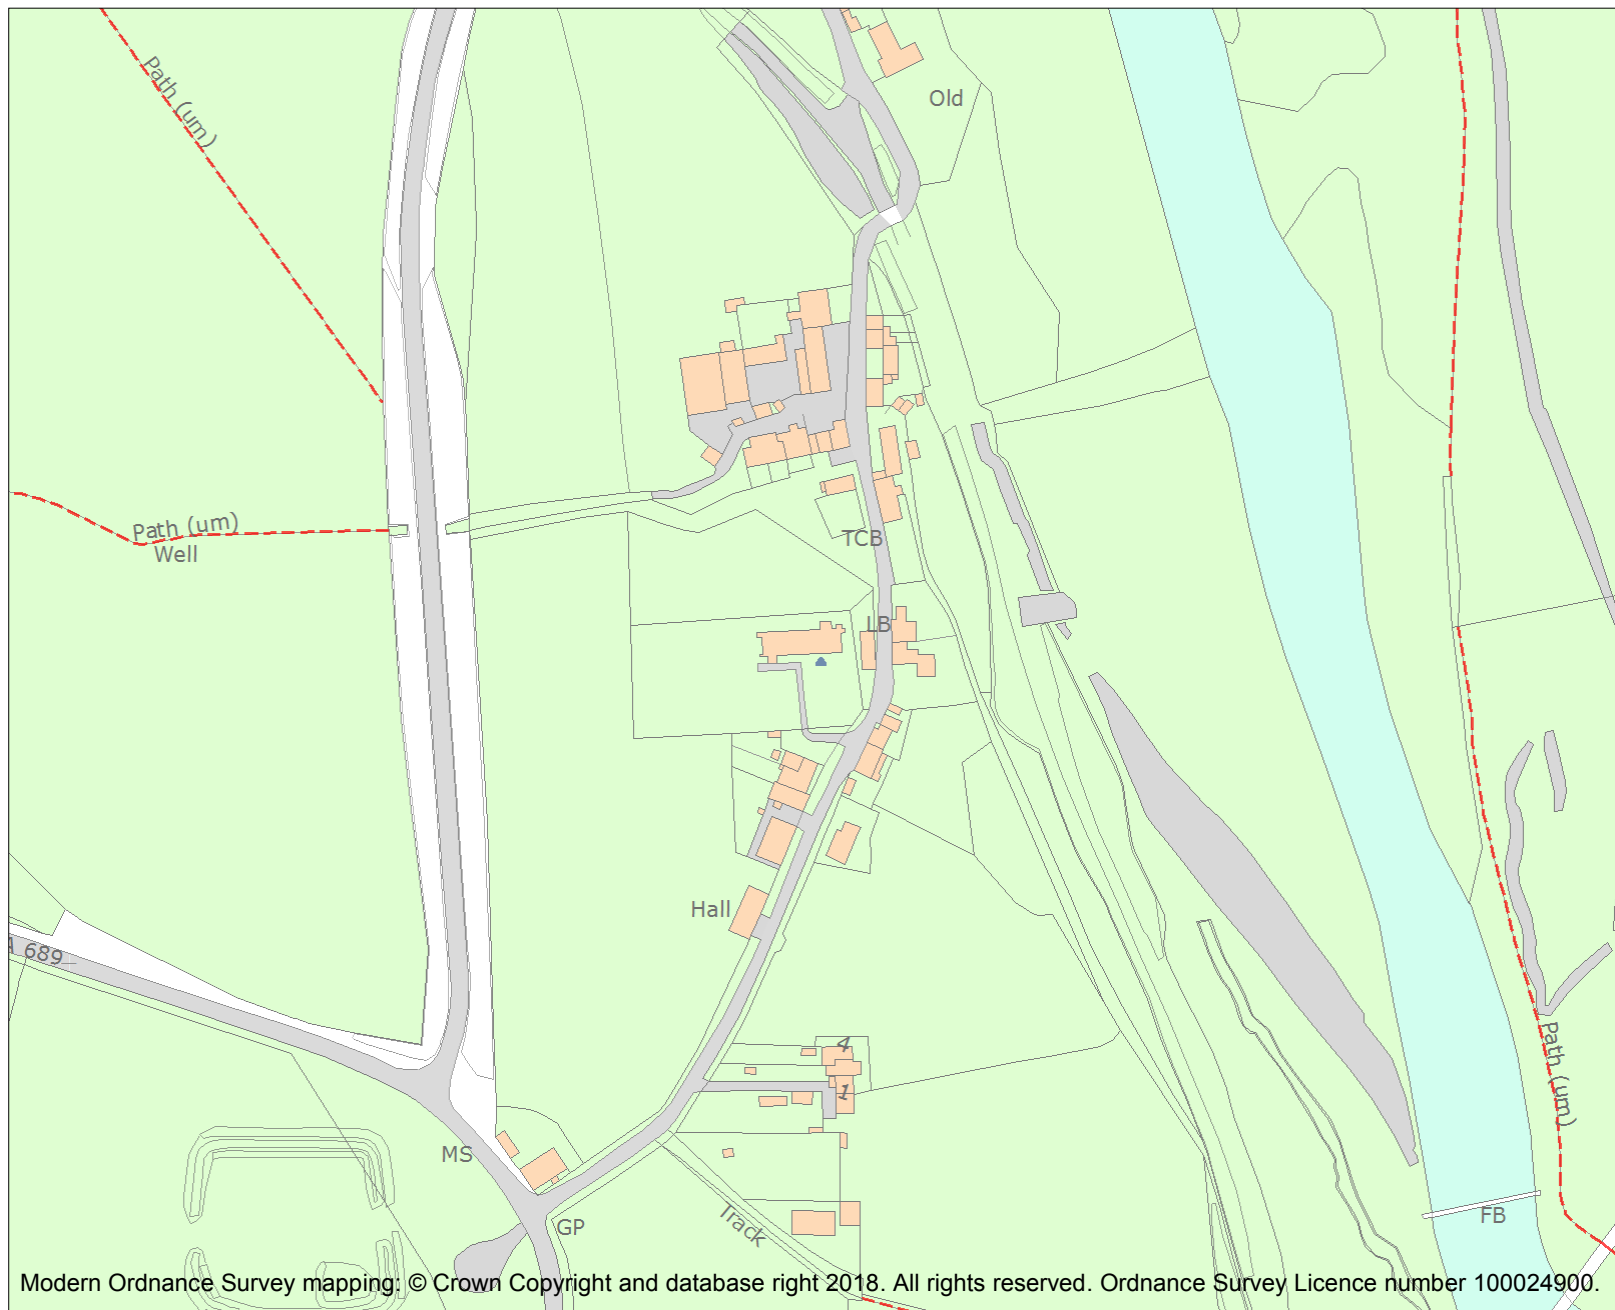 Path (um)
Old
Path (um)
Well
TCB
LB
Hall
A 689
4
1
Path (um)
MS
GP
Track
FB
Modern Ordnance Survey mapping: © Crown Copyright and database right 2018. All rights reserved. Ordnance Survey Licence number 100024900.